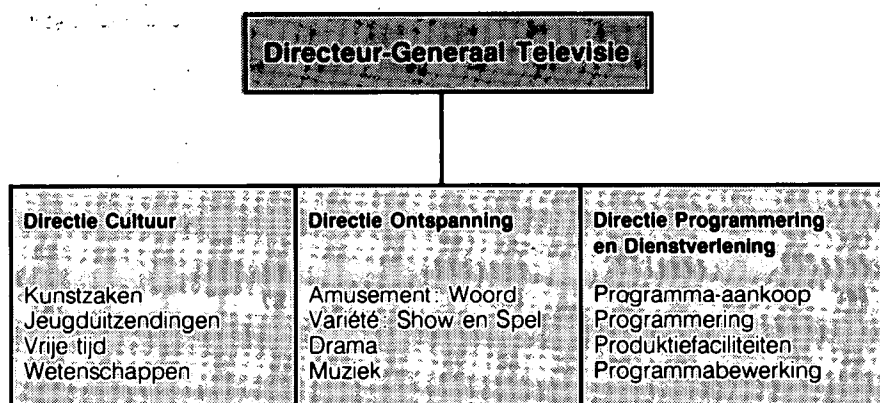 Directeur-Generaal Televisie
Directie Cultuur
Kunstzaken
Jeugduitzendingen
Vrije tijd
Wetenschappen
Directie Ontspanning
Amusement: Woord
Variété: Show en Spel
Drama
Muziek
Directie Programmering
en Dienstverlening
Programma-aankoop
Programmering
Produktiefaciliteiten
Programmabewerking